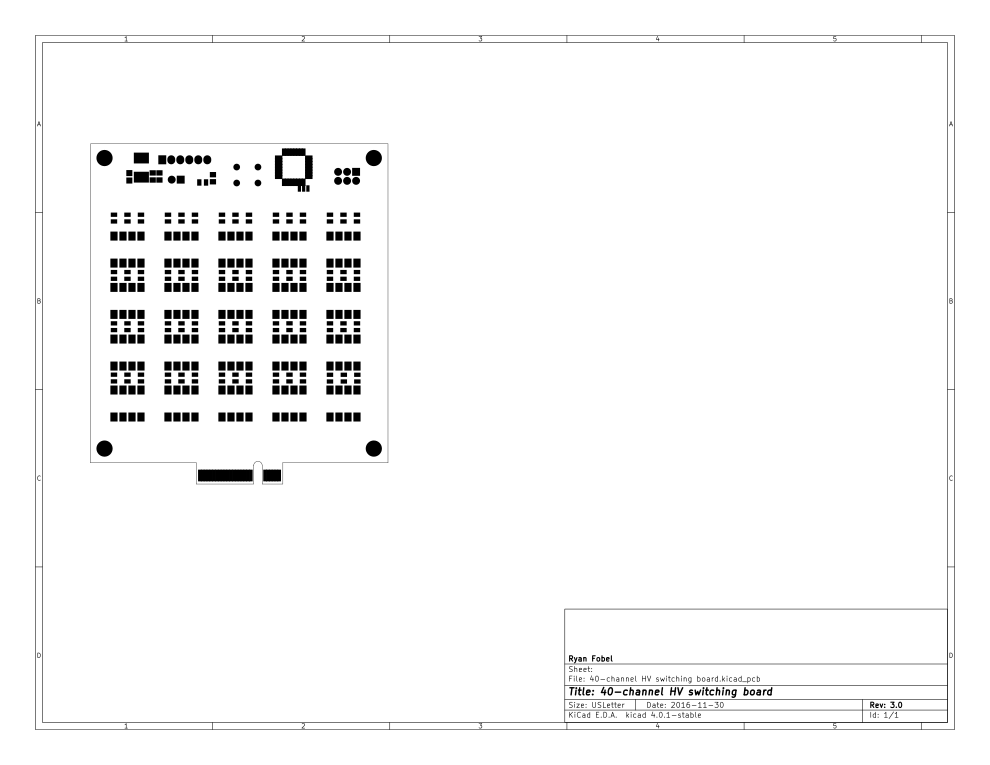 1 2 3 4 5
A A
B B
C C
D D
Ryan Fobel
Sheet:
File: 40-channel HV switching board.kicad_pcb
Title: 40-channel HV switching board
Size: USLetter Date: 2016-11-30 Rev: 3.0
KiCad E.D.A. kicad 4.0.1-stable Id: 1/1
1 2 3 4 5